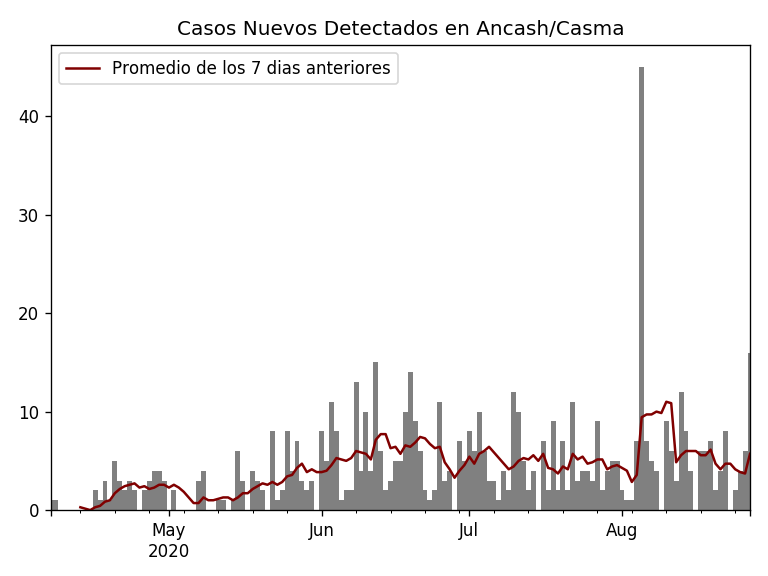 Casos Nuevos Detectados en Ancash/Casma
Promedio de los 7 dias anteriores
40
30
20
10
0
May
2020
Jun
Jul
Aug